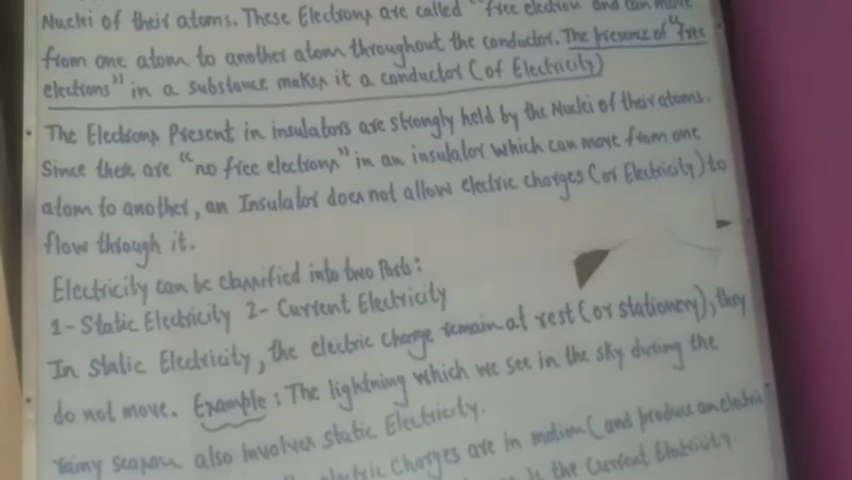 Nuclei of their atoms. These Electrons are called "free electron and can move
from one atom to another atom throughout the conductor. The presence of "free
electrons" in a substance makes it a conductor (of Electricity)
• The Electrons Present in insulators are strongly held by the Nuclei of their atoms.
Since there are "no free electrons" in an insulator which can move from one
atom to another, an Insulator does not allow electric charges (or Electricity) to
flow through it.
Electricity can be classified into two Parts:
1- Static Electricity 2- Current Electricity
In Static Electricity, the electric charge remain at rest (or stationery), they
do not move. Example: The lightning which we see in the sky during the
rainy season also involves static Electricity.
electric charges are in motion (and produce an electric
is the Current Electricity.